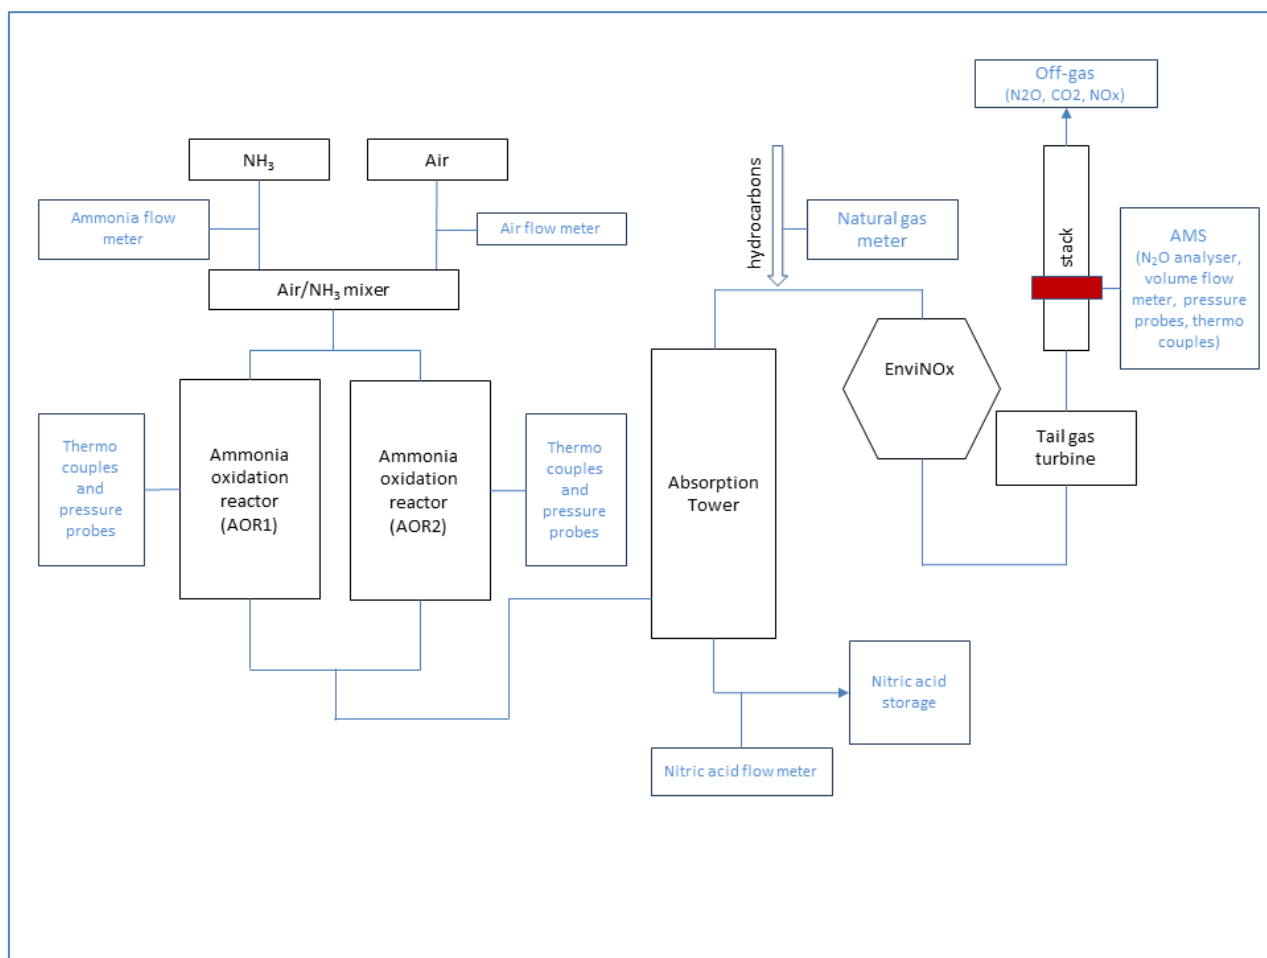 Off-gas
(N2O, CO2, NOx)
NH₃
Air
Ammonia flow
meter
Air flow meter
hydrocarbons
Natural gas
meter
stack
AMS
(N₂O analyser,
volume flow
meter, pressure
probes, thermo
couples)
Air/NH₃ mixer
EnviNOx
Thermo
couples
and
pressure
probes
Ammonia
oxidation
reactor
(AOR1)
Ammonia
oxidation
reactor
(AOR2)
Thermo
couples
and
pressure
probes
Absorption
Tower
Tail gas
turbine
Nitric acid
storage
Nitric acid flow meter